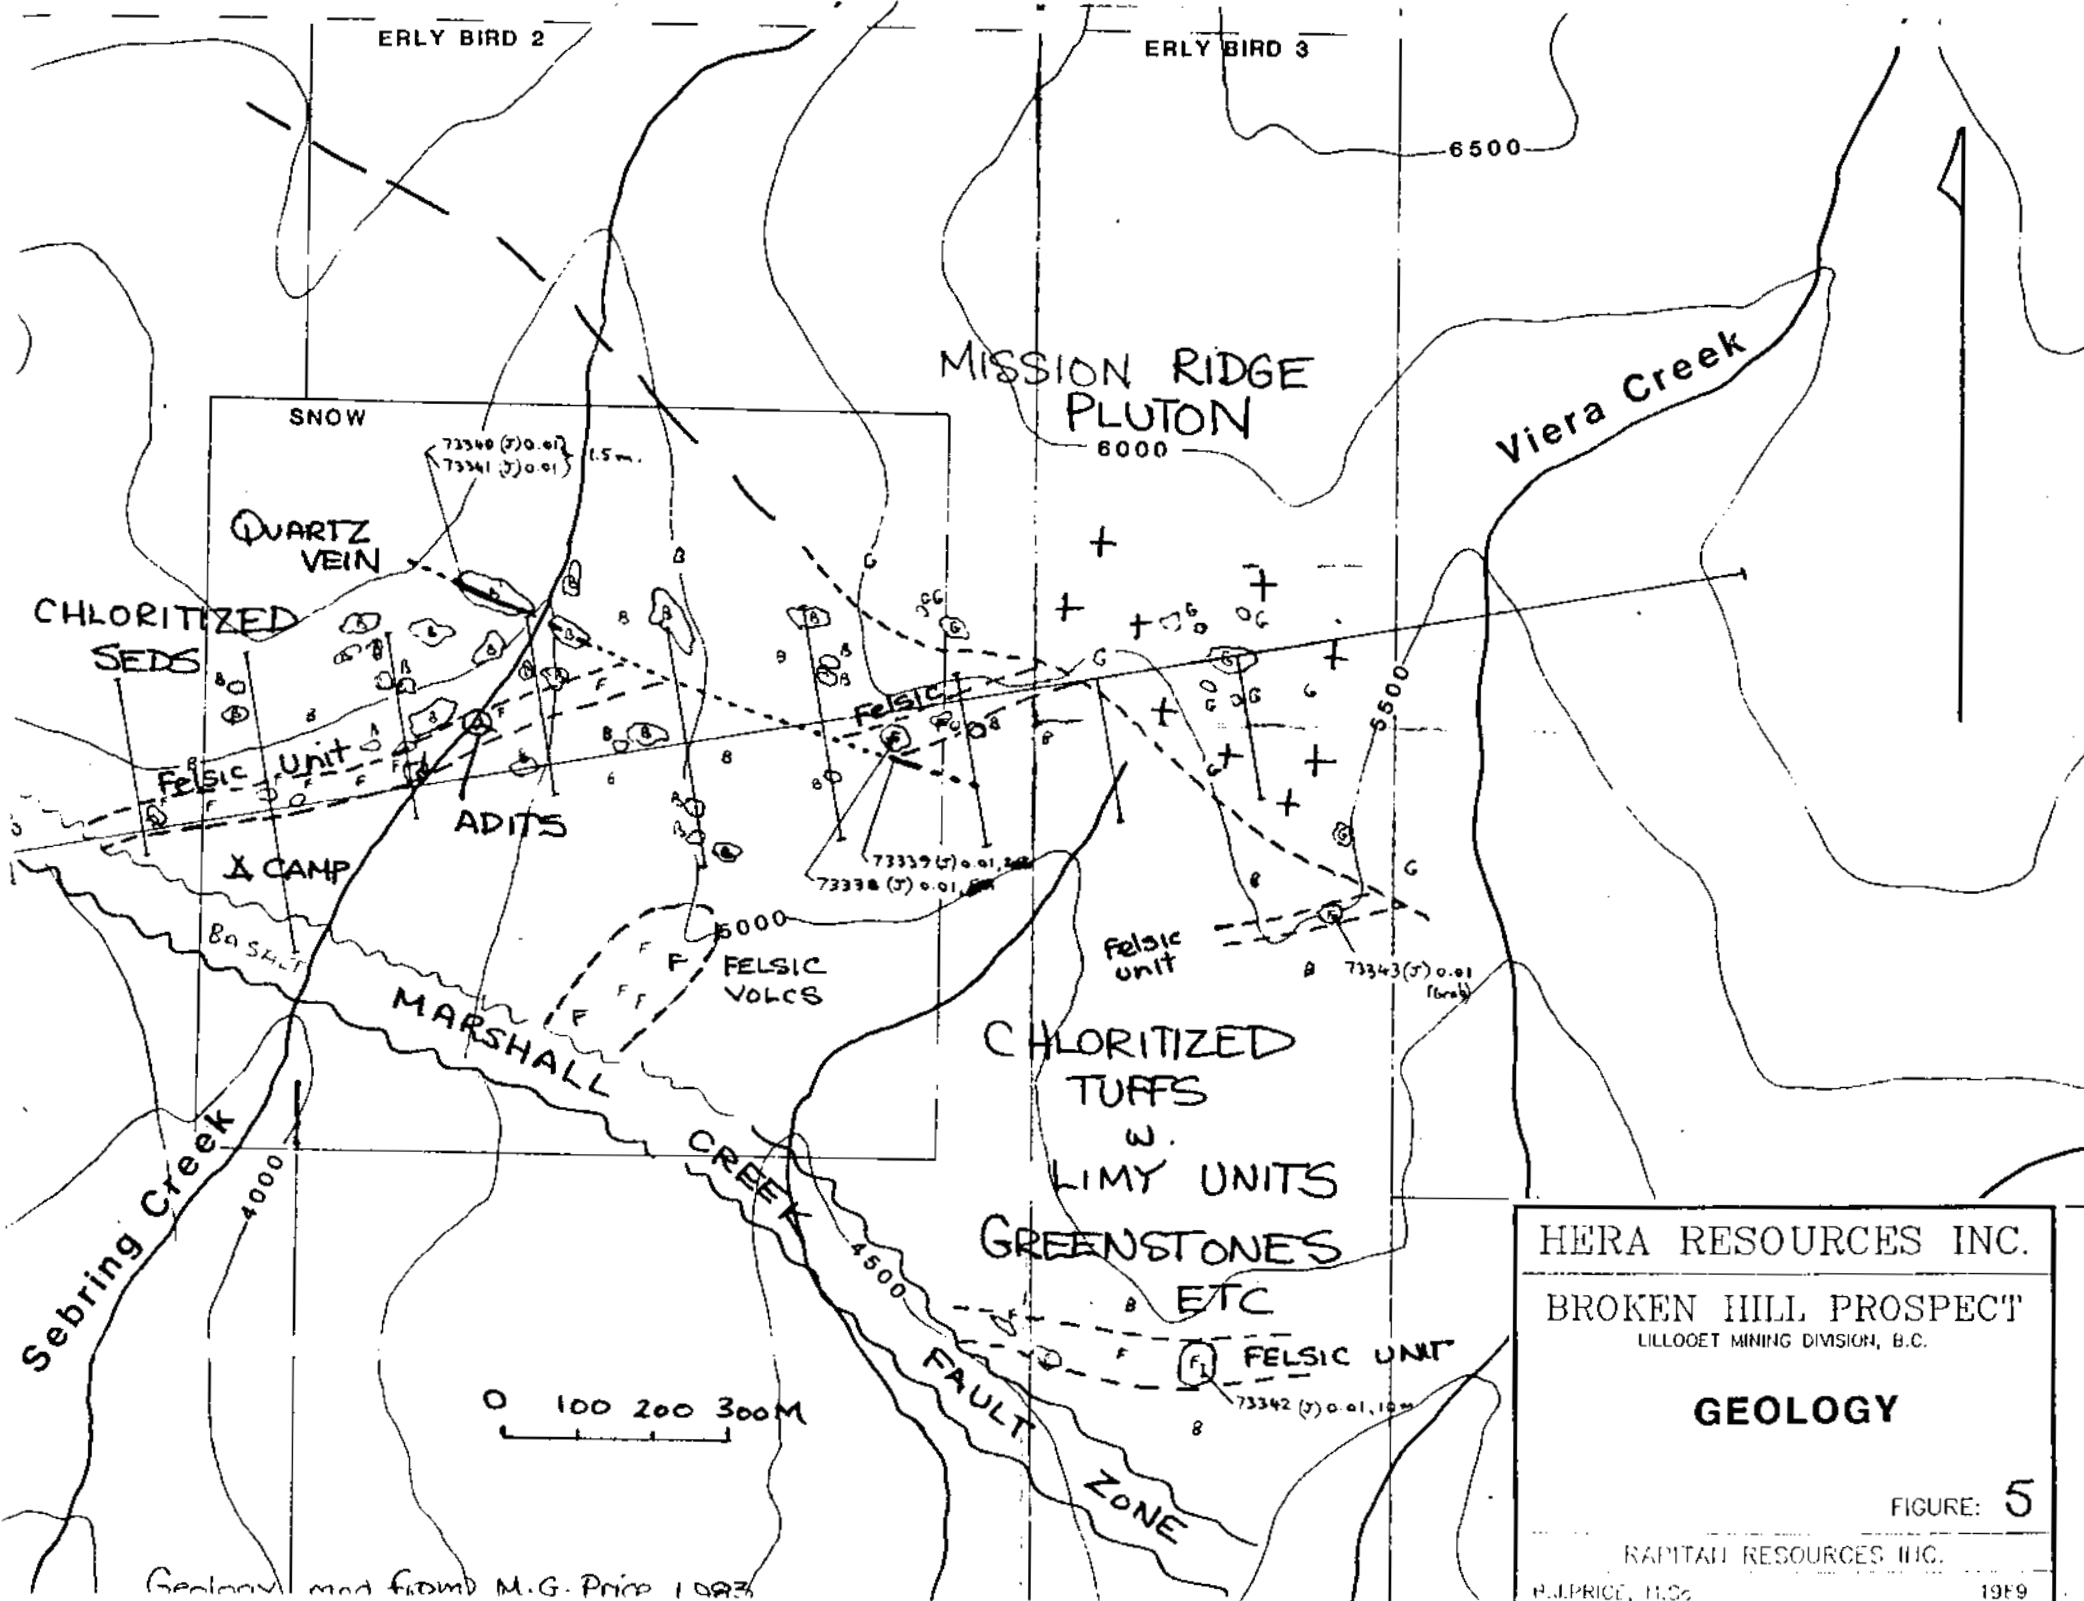 ERLY BIRD 2
ERLY BIRD 3
6500
MISSION RIDGE
PLUTON
6000
Viera Creek
SNOW
73340 (J) 0.01
73341 (J) 0.01
1.5 m.
QUARTZ
VEIN
CHLORITIZED
SEDS
Felsic Unit
Felsic
ADITS
CAMP
5500
73339 (J) 0.01,
73338 (J) 0.01,
BASALT
5000
FELSIC
VOLCS
Felsic
unit
73343 (J) 0.01
(Grab)
MARSHALL
CREEK
FAULT
ZONE
CHLORITIZED
TUFFS
W.
LIMY UNITS
GREENSTONES
ETC
Sebring Creek
4000
4500
FELSIC UNIT
73342 (J) 0.01, 10m
0 100 200 300M
HERA RESOURCES INC.
BROKEN HILL PROSPECT
LILLOOET MINING DIVISION, B.C.
GEOLOGY
FIGURE: 5
RAPITAN RESOURCES INC.
B.J.PRICE, M.Sc
1989
Geology mod from M.G. Price 1983